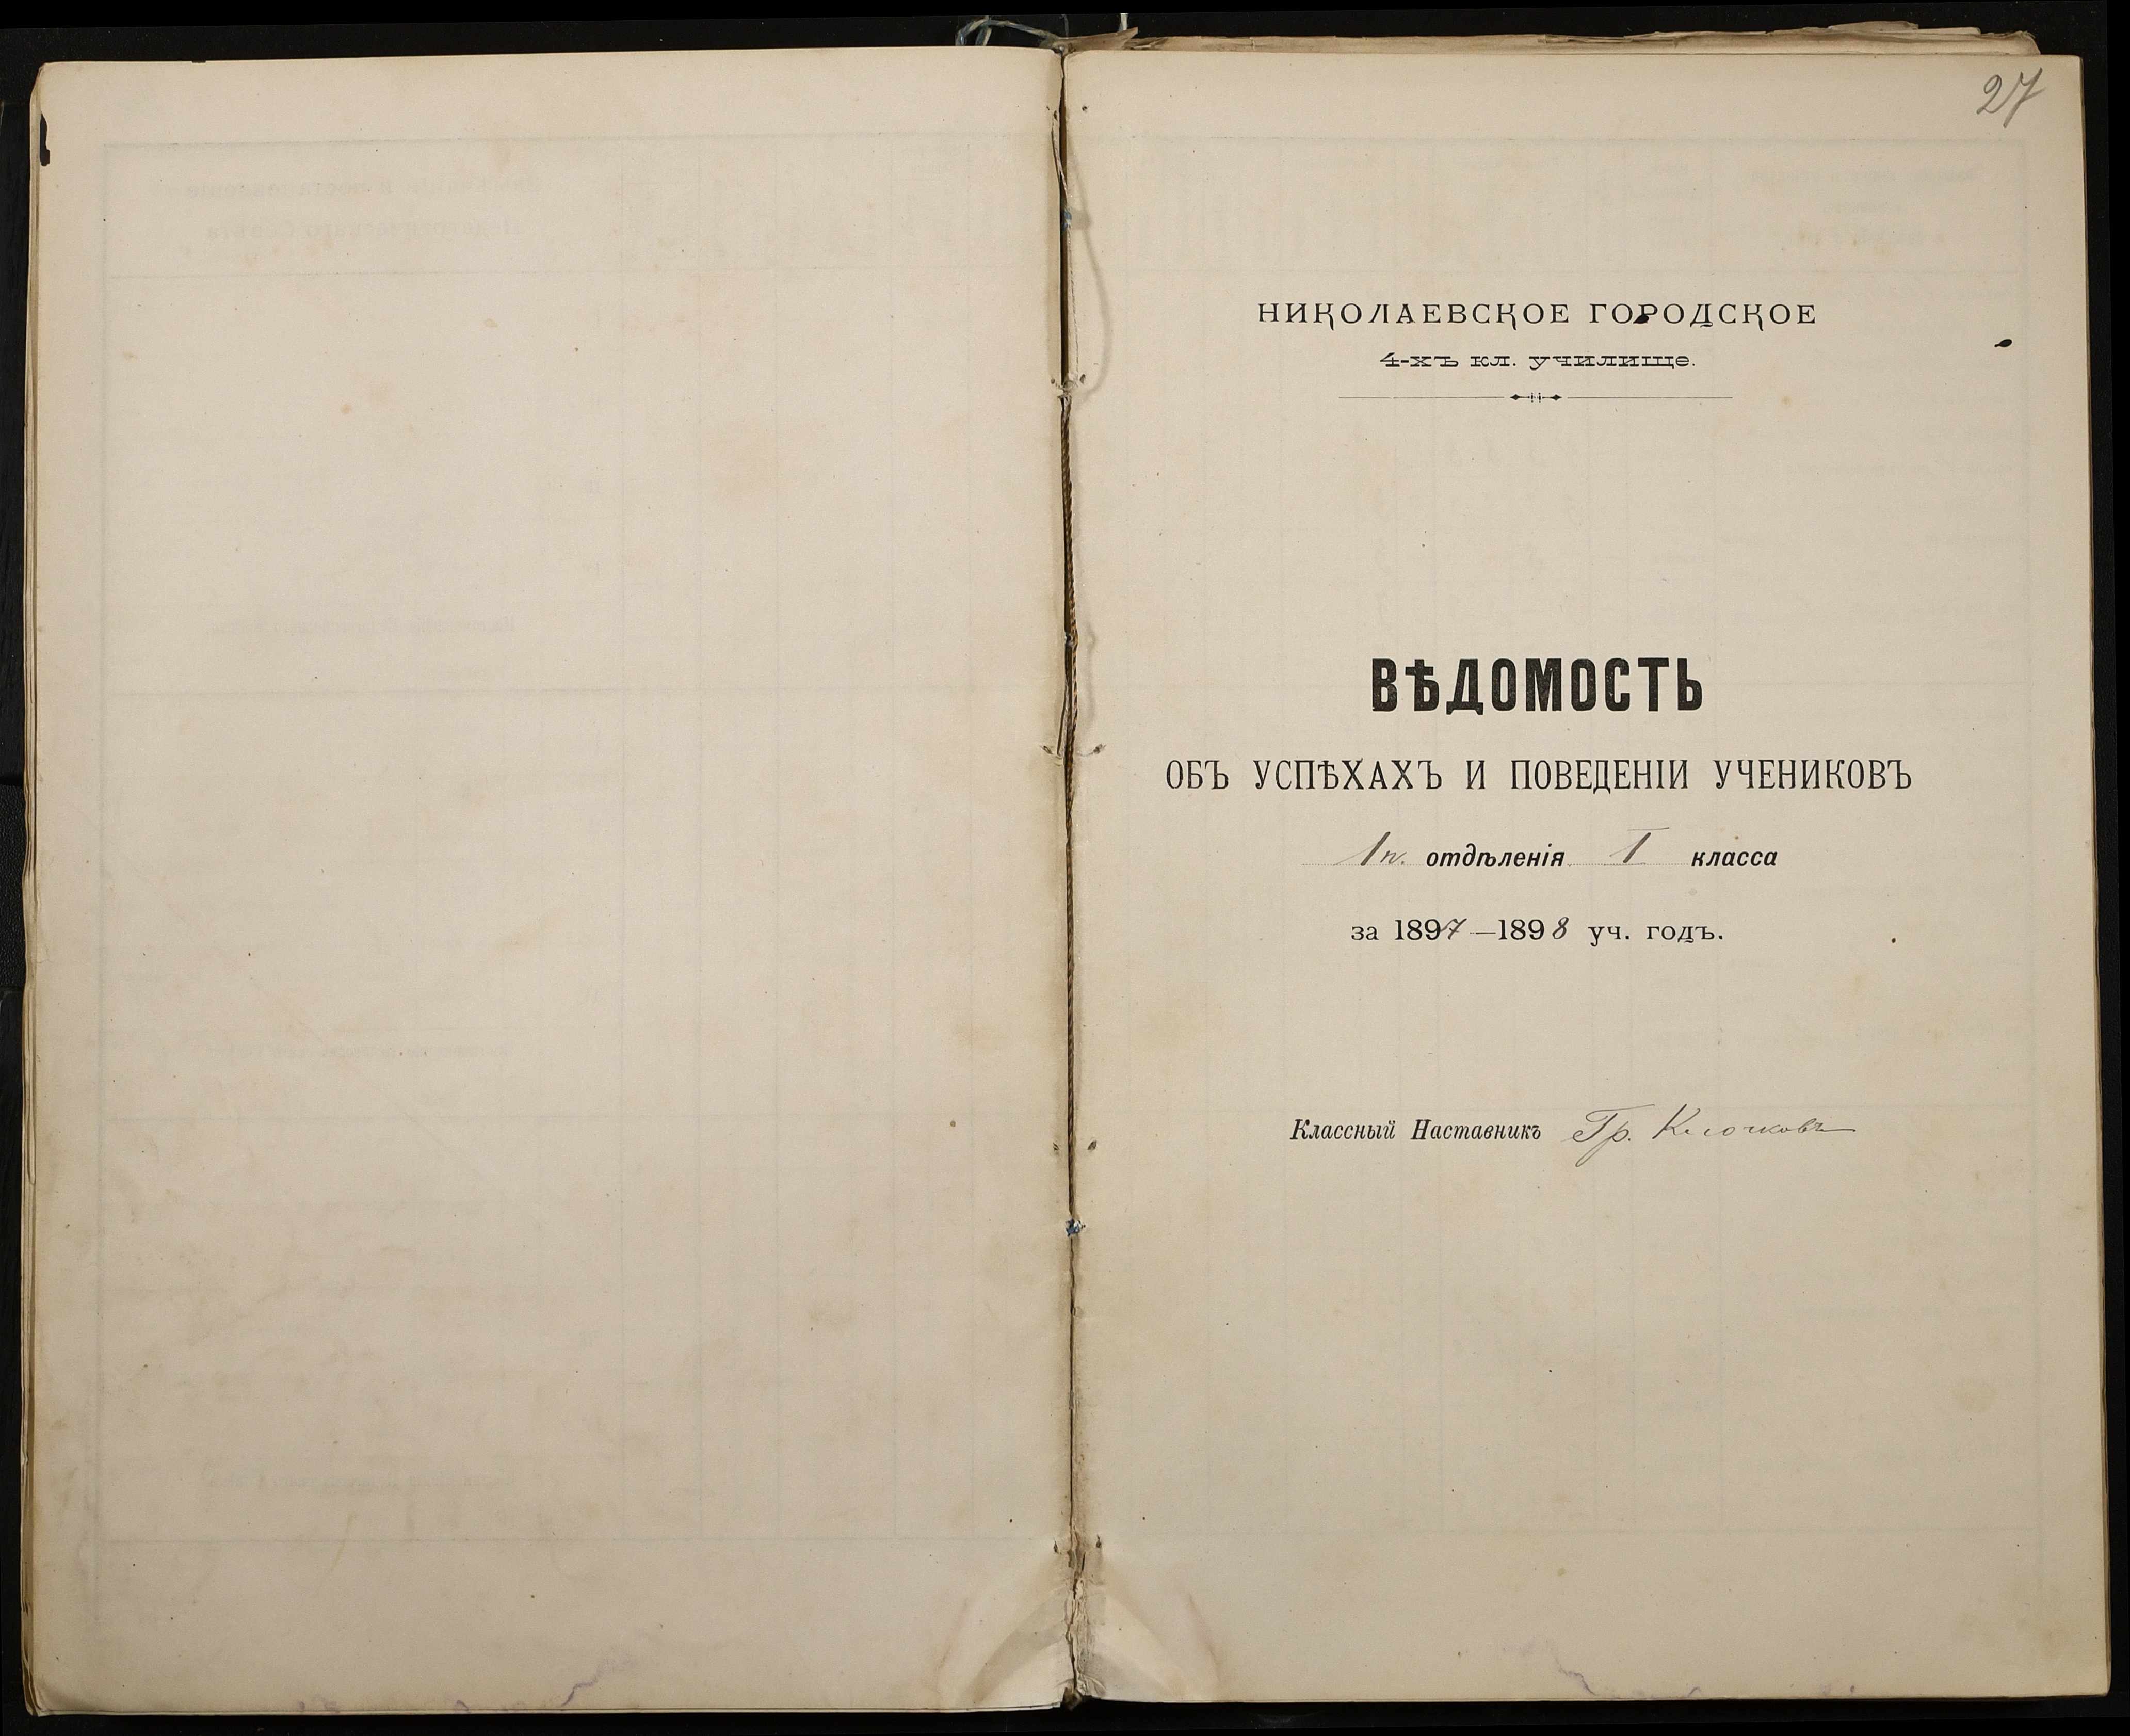 27
НИКОЛАЕВСКОЕ ГОРОДСКОЕ
4-хъ кл. училище.
ВѢДОМОСТЬ
ОБЪ УСПѢХАХЪ И ПОВЕДЕНІИ УЧЕНИКОВЪ
1п. отдѣленія I класса
за 1897—1898 уч. годъ.
Классный Наставникъ Гр. Клочковъ